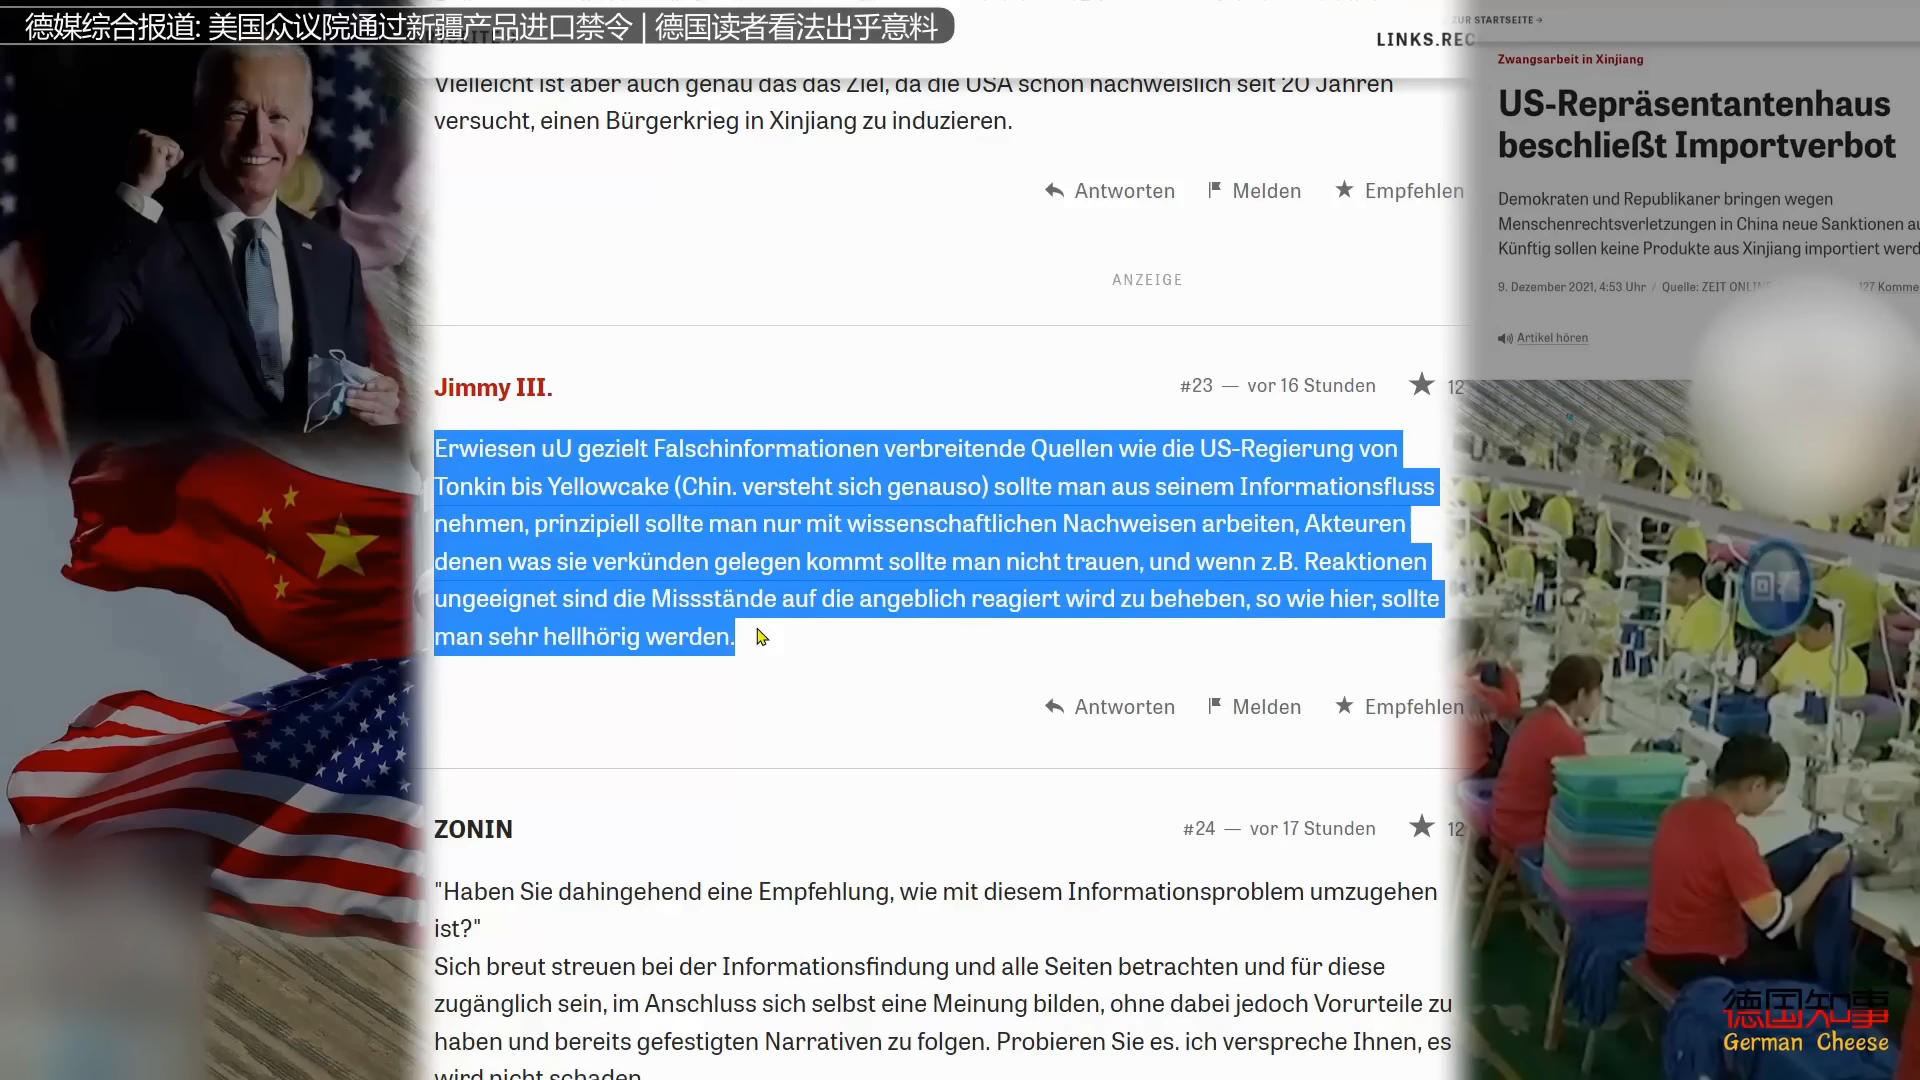 德媒综合报道: 美国众议院通过新疆产品进口禁令 | 德国读者看法出乎意料
LINKS.REC
Vielleicht ist aber auch genau das das Ziel, da die USA schon nachweislich seit 20 Jahren
versucht, einen Bürgerkrieg in Xinjiang zu induzieren.
Antworten Melden Empfehlen
ANZEIGE
Jimmy III.
#23 — vor 16 Stunden ★ 12
Erwiesen uU gezielt Falschinformationen verbreitende Quellen wie die US-Regierung von
Tonkin bis Yellowcake (Chin. versteht sich genauso) sollte man aus seinem Informationsfluss
nehmen, prinzipiell sollte man nur mit wissenschaftlichen Nachweisen arbeiten, Akteuren
denen was sie verkünden gelegen kommt sollte man nicht trauen, und wenn z.B. Reaktionen
ungeeignet sind die Missstände auf die angeblich reagiert wird zu beheben, so wie hier, sollte
man sehr hellhörig werden.
Antworten Melden Empfehlen
ZONIN
#24 — vor 17 Stunden ★ 12
"Haben Sie dahingehend eine Empfehlung, wie mit diesem Informationsproblem umzugehen
ist?"
Sich breut streuen bei der Informationsfindung und alle Seiten betrachten und für diese
zugänglich sein, im Anschluss sich selbst eine Meinung bilden, ohne dabei jedoch Vorurteile zu
haben und bereits gefestigten Narrativen zu folgen. Probieren Sie es. ich verspreche Ihnen, es
wird nicht schaden.
ZUR STARTSEITE →
Zwangsarbeit in Xinjiang
US-Repräsentantenhaus
beschließt Importverbot
Demokraten und Republikaner bringen wegen
Menschenrechtsverletzungen in China neue Sanktionen au
Künftig sollen keine Produkte aus Xinjiang importiert werd
9. Dezember 2021, 4:53 Uhr / Quelle: ZEIT ONLINE 127 Komme
Artikel hören
德国知事
German Cheese